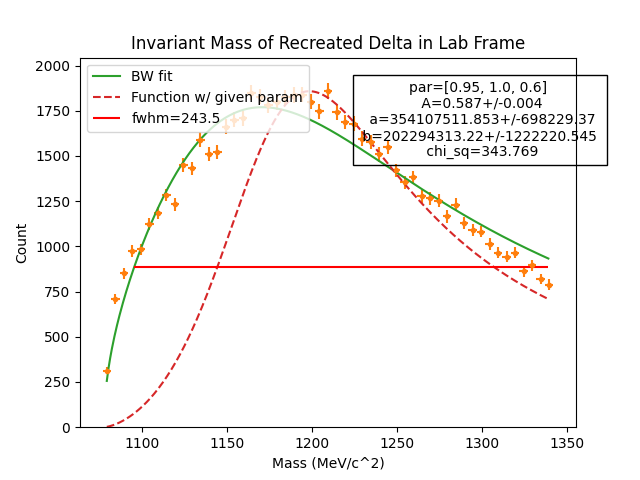 Invariant Mass of Recreated Delta in Lab Frame
BW fit
Function w/ given param
fwhm=243.5
par=[0.95, 1.0, 0.6]
A=0.587+/-0.004
a=354107511.853+/-698229.37
b=202294313.22+/-1222220.545
chi_sq=343.769
Count
2000
1750
1500
1250
1000
750
500
250
0
1100
1150
1200
1250
1300
1350
Mass (MeV/c^2)